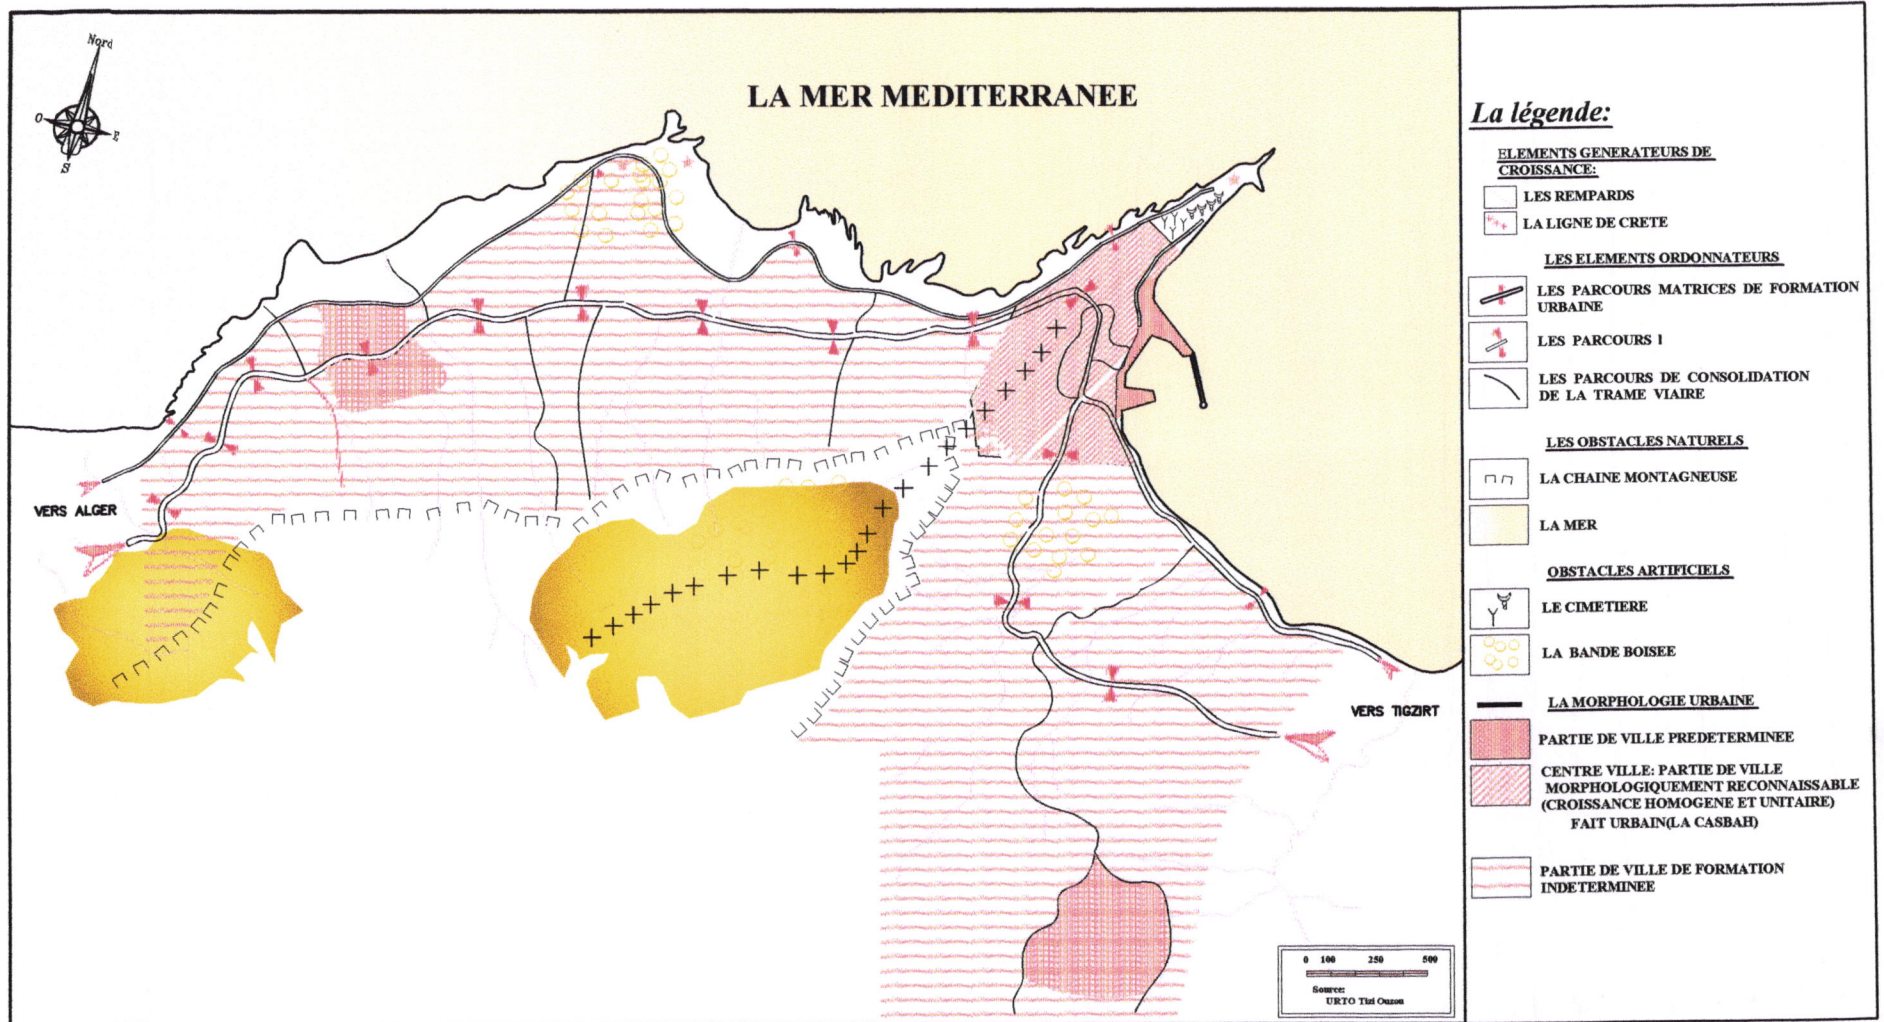 Nord
O
E
S
LA MER MEDITERRANEE
VERS ALGER
VERS TIGZIRT
0 100 250 500
Source:
URTO Tizi Ouzou
La légende:
ELEMENTS GENERATEURS DE
CROISSANCE:
LES REMPARDS
LA LIGNE DE CRETE
LES ELEMENTS ORDONNATEURS
LES PARCOURS MATRICES DE FORMATION
URBAINE
LES PARCOURS 1
LES PARCOURS DE CONSOLIDATION
DE LA TRAME VIAIRE
LES OBSTACLES NATURELS
LA CHAINE MONTAGNEUSE
LA MER
OBSTACLES ARTIFICIELS
LE CIMETIERE
LA BANDE BOISEE
LA MORPHOLOGIE URBAINE
PARTIE DE VILLE PREDETERMINEE
CENTRE VILLE: PARTIE DE VILLE
MORPHOLOGIQUEMENT RECONNAISSABLE
(CROISSANCE HOMOGENE ET UNITAIRE)
FAIT URBAIN(LA CASBAH)
PARTIE DE VILLE DE FORMATION
INDETERMINEE